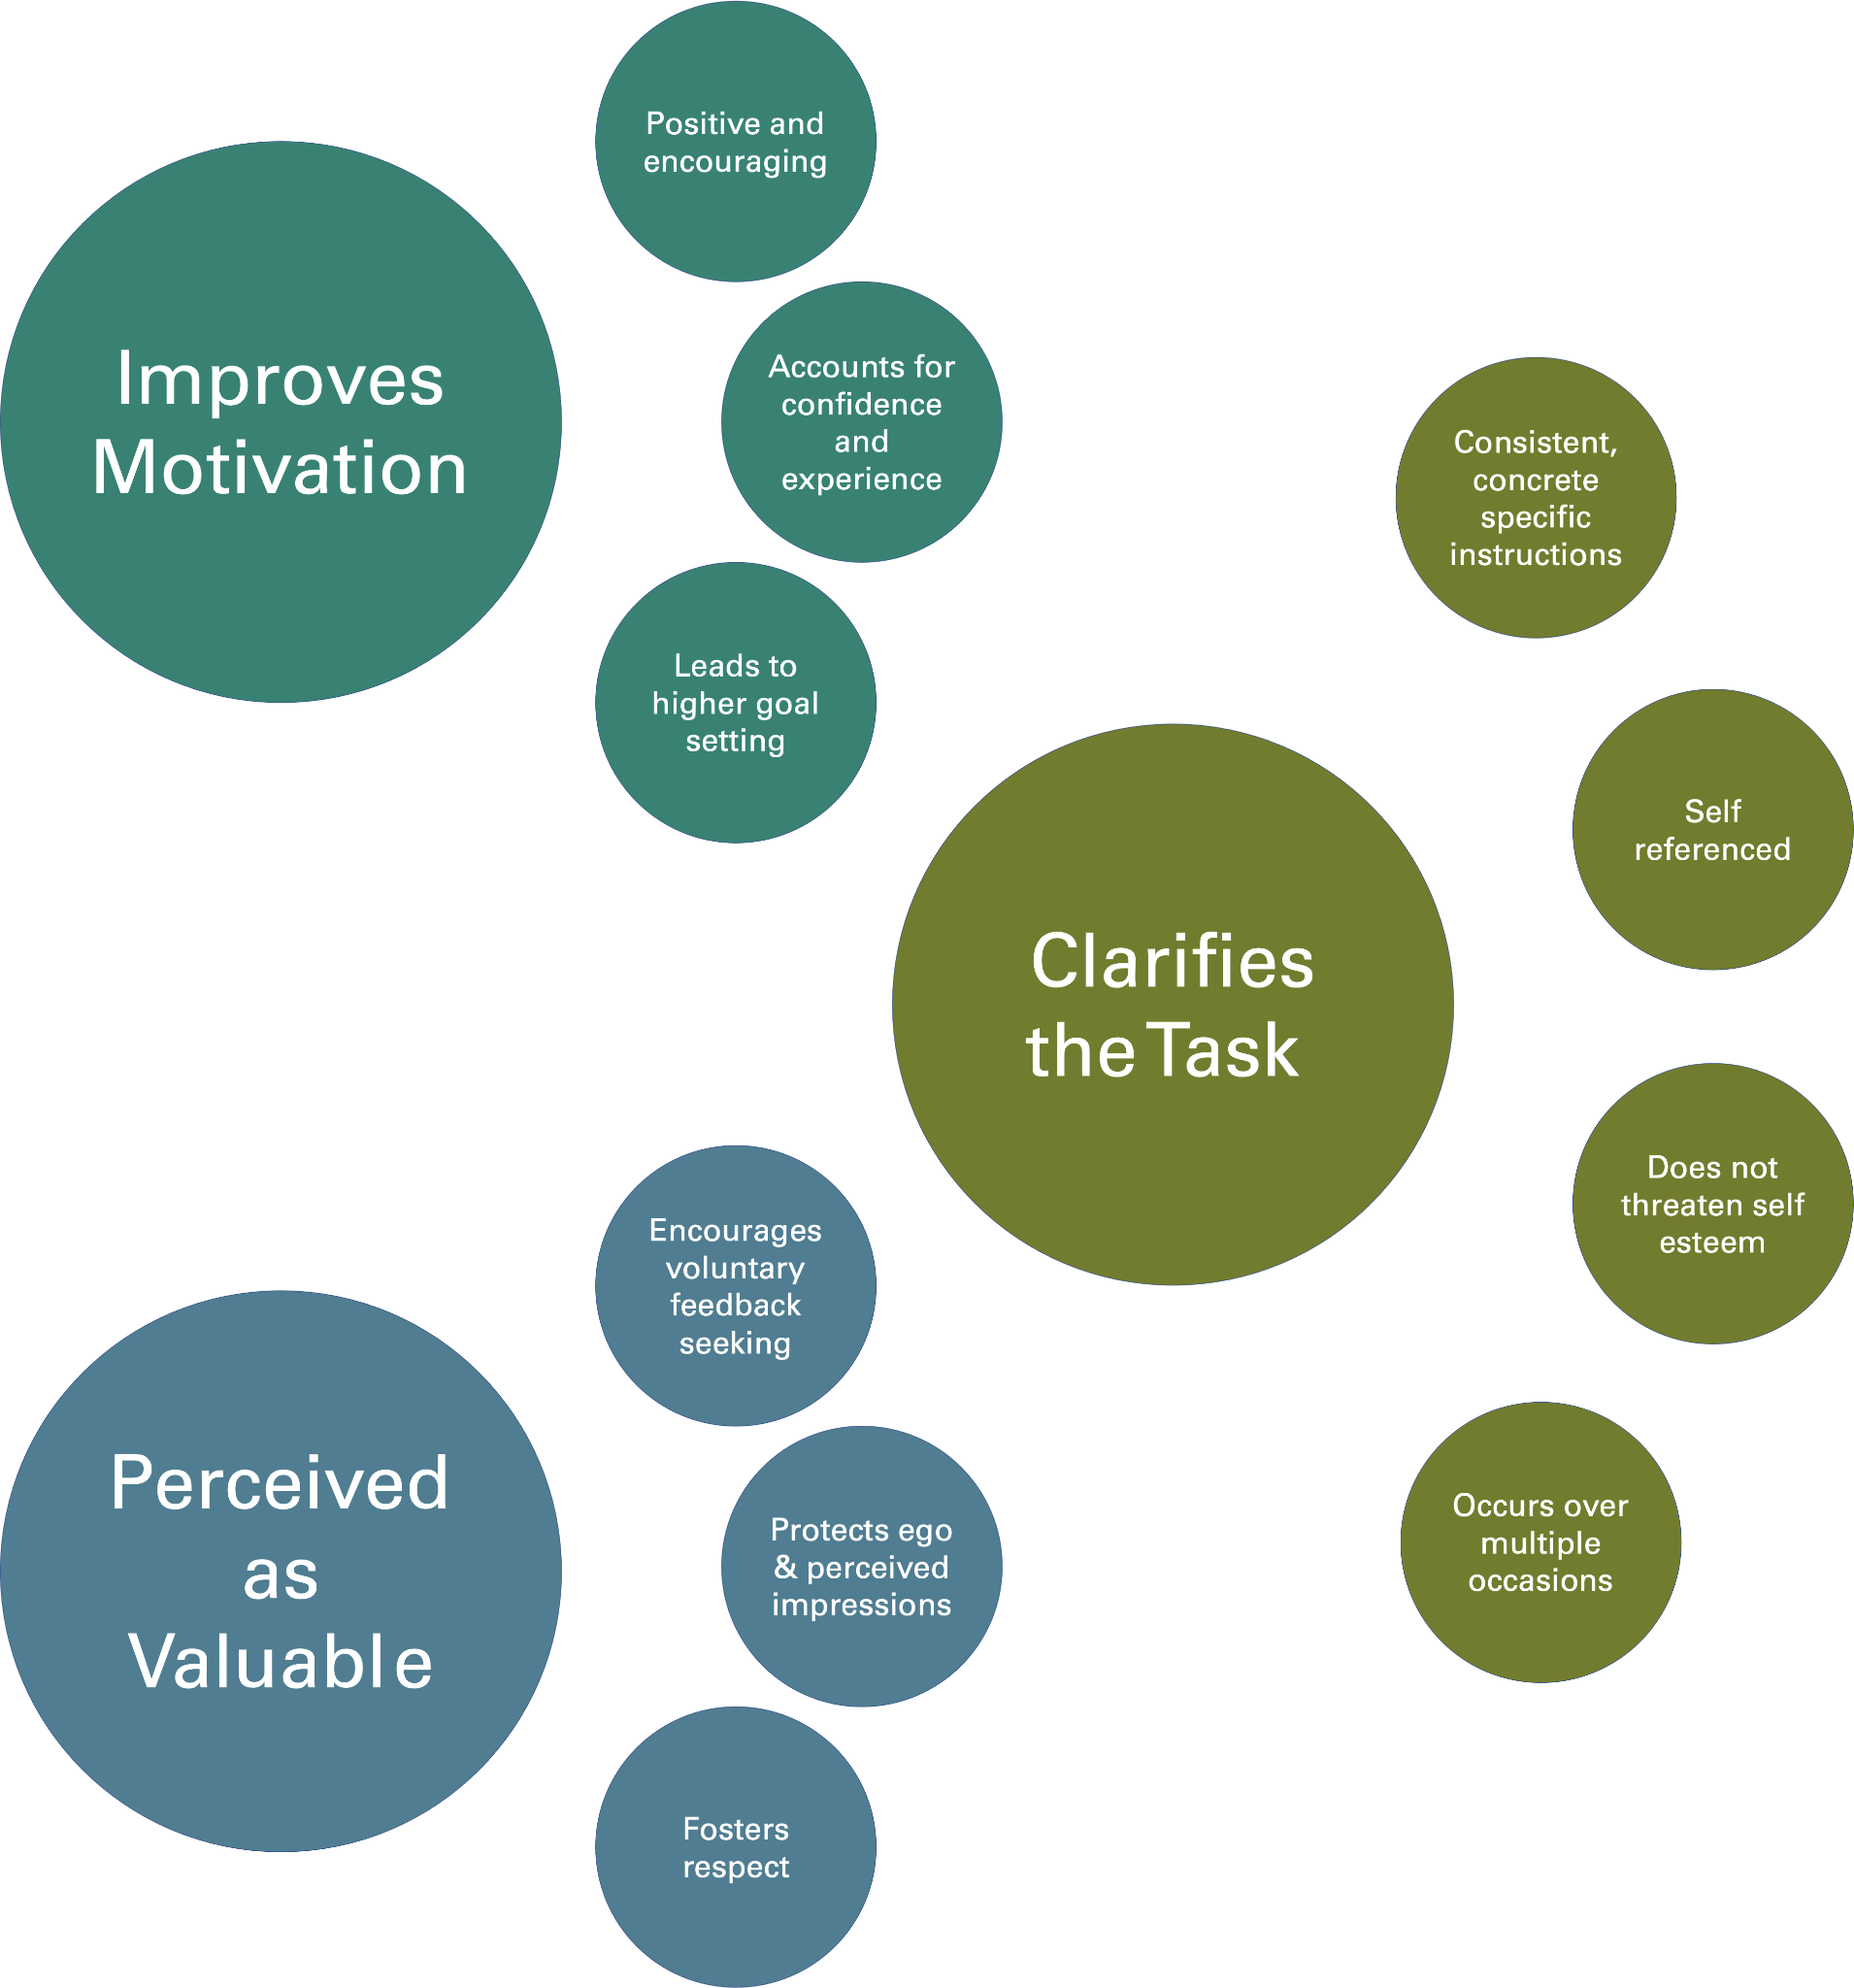 Improves
Motivation
Positive and
encouraging
Accounts for
confidence
and
experience
Leads to
higher goal
setting
Clarifies
the Task
Consistent,
concrete
specific
instructions
Self
referenced
Does not
threaten self
esteem
Occurs over
multiple
occasions
Perceived
as
Valuable
Encourages
voluntary
feedback
seeking
Protects ego
& perceived
impressions
Fosters
respect